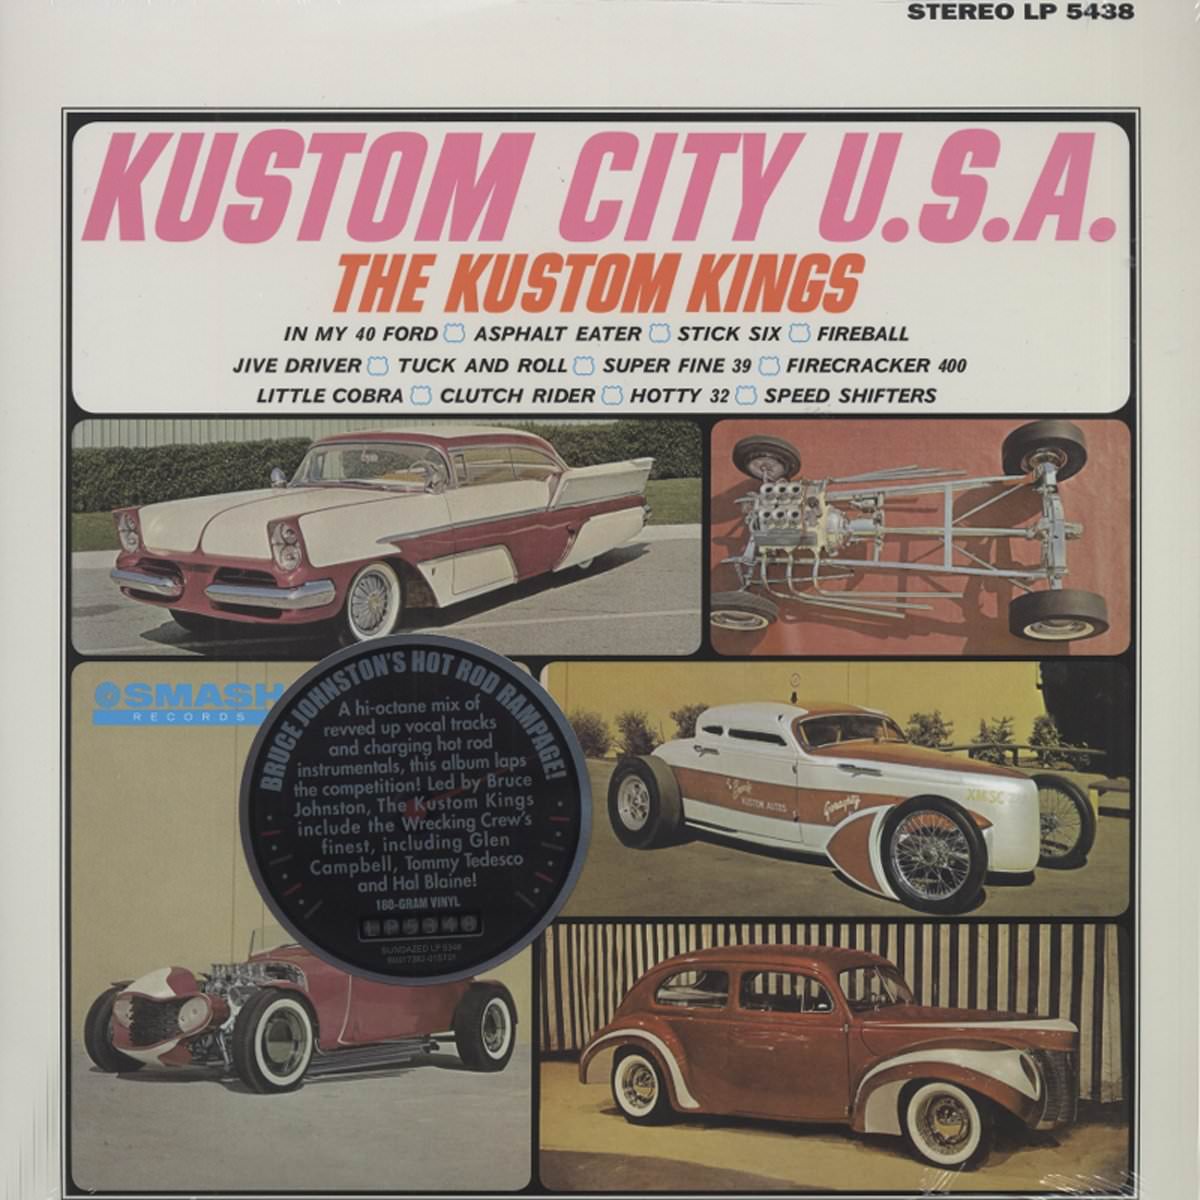 STEREO LP 5438
KUSTOM CITY U.S.A.
THE KUSTOM KINGS
IN MY 40 FORD ASPHALT EATER STICK SIX FIREBALL
JIVE DRIVER TUCK AND ROLL SUPER FINE 39 FIRECRACKER 400
LITTLE COBRA CLUTCH RIDER HOTTY 32 SPEED SHIFTERS
SMASH
RECORDS
BRUCE JOHNSTON'S HOT ROD RAMPAGE!
A hi-octane mix of
revved up vocal tracks
and charging hot rod
instrumentals, this album laps
the competition! Led by Bruce
Johnston, The Kustom Kings
include the Wrecking Crew's
finest, including Glen
Campbell, Tommy Tedesco
and Hal Blaine!
180-GRAM VINYL
LP5348
SUNDAZED LP 5348
KUSTOM AUTOS
XMSC